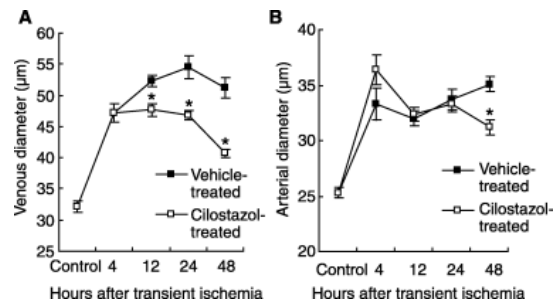 A
Venous diameter (μm)
60
55
50
45
40
35
30
25
*
*
*
Vehicle-
treated
Cilostazol-
treated
Control 4 12 24 48
Hours after transient ischemia
B
Arterial diameter (μm)
40
35
30
25
20
*
Vehicle-
treated
Cilostazol-
treated
Control 4 12 24 48
Hours after transient ischemia